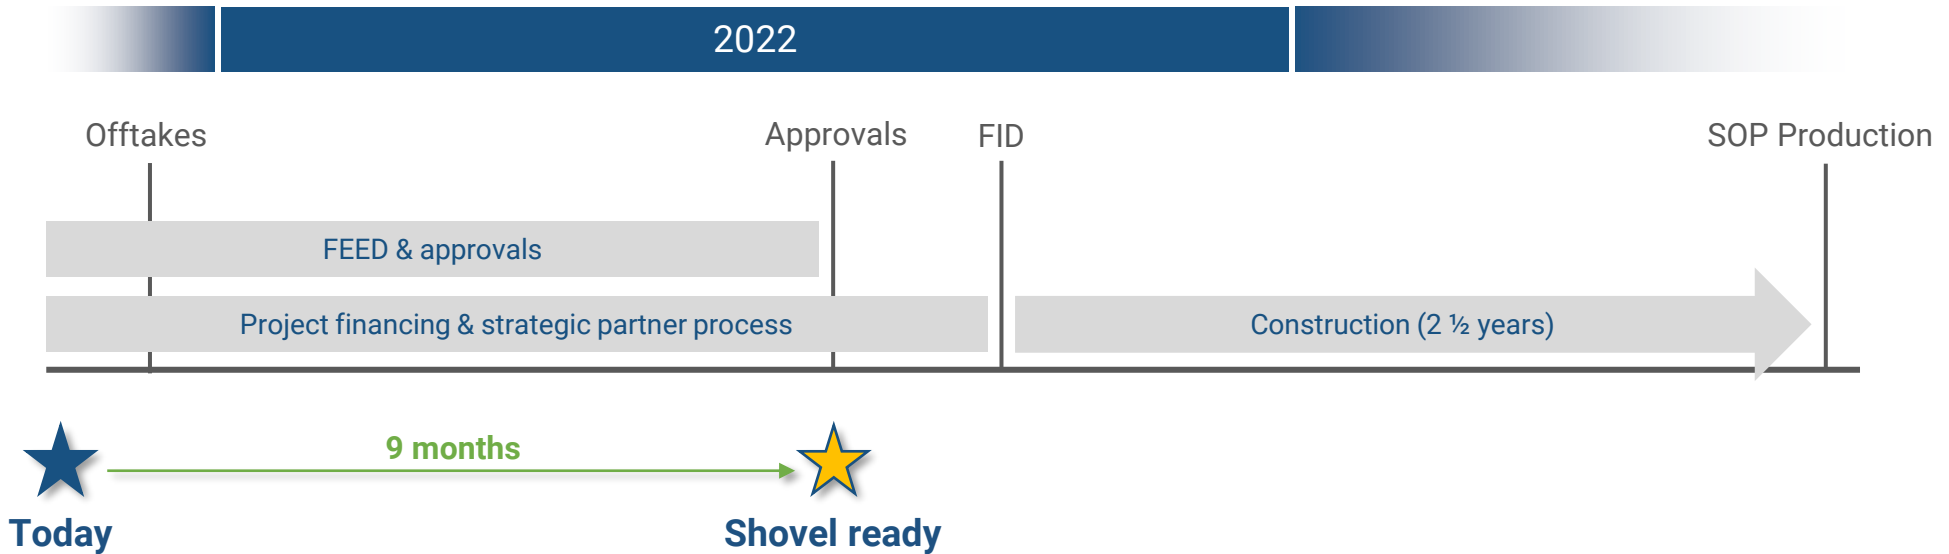 2022
Offtakes
Approvals
FID
SOP Production
FEED & approvals
Project financing & strategic partner process
Construction (2 ½ years)
9 months
Today
Shovel ready